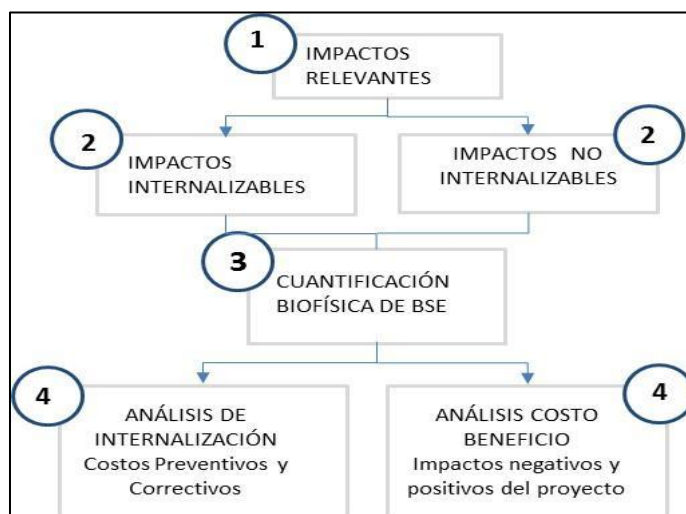 1
IMPACTOS
RELEVANTES
2
IMPACTOS
INTERNALIZABLES
IMPACTOS NO
INTERNALIZABLES
2
3
CUANTIFICACIÓN
BIOFÍSICA DE BSE
4
ANÁLISIS DE
INTERNALIZACIÓN
Costos Preventivos y
Correctivos
4
ANÁLISIS COSTO
BENEFICIO
Impactos negativos y
positivos del proyecto